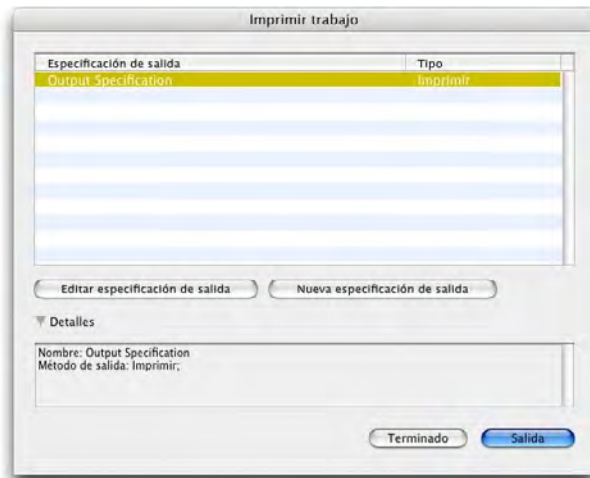 Imprimir trabajo
Especificación de salida Tipo
Output Specification Imprimir
Editar especificación de salida Nueva especificación de salida
Detalles
Nombre: Output Specification
Método de salida: Imprimir;
Terminado Salida